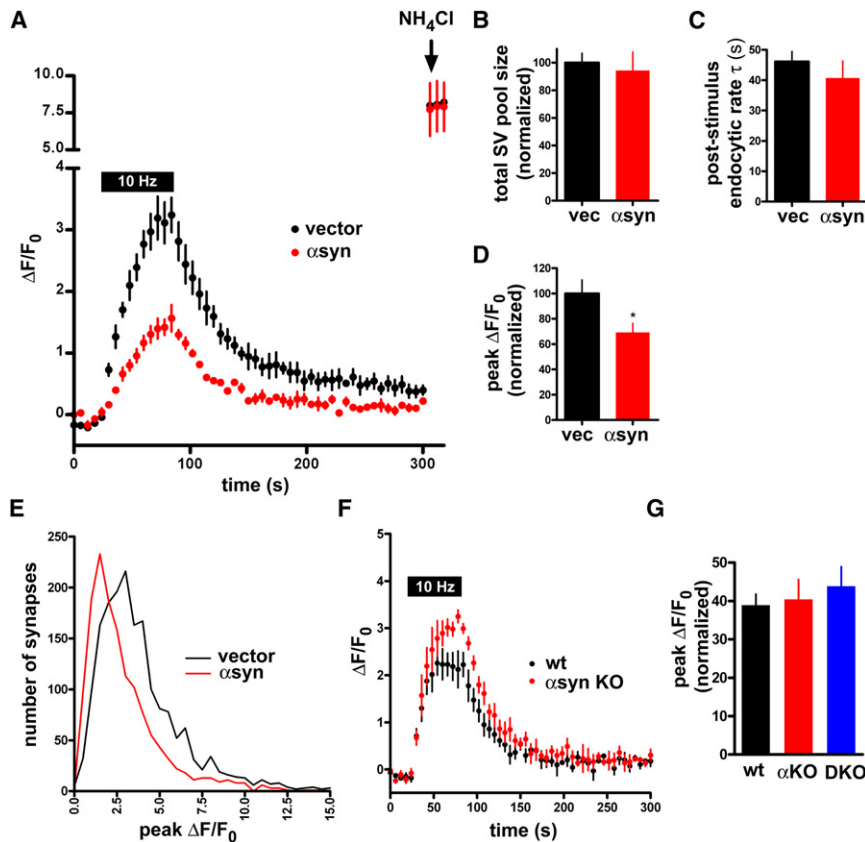 A
NH4Cl
10.0
7.5
5.0
4
3
2
1
0
ΔF/F0
10 Hz
vector
αsyn
0
100
200
300
time (s)
B
total SV pool size
(normalized)
100
80
60
40
20
0
vec
αsyn
C
post-stimulus
endocytic rate τ (s)
50
40
30
20
10
0
vec
αsyn
D
peak ΔF/F0
(normalized)
120
100
80
60
40
20
0
*
vec
αsyn
E
number of synapses
250
200
150
100
50
0
vector
αsyn
0.0
2.5
5.0
7.5
10.0
12.5
15.0
peak ΔF/F0
F
ΔF/F0
5
4
3
2
1
0
10 Hz
wt
αsyn KO
0
50
100
150
200
250
300
time (s)
G
peak ΔF/F0
(normalized)
50
40
30
20
10
0
wt
αKO
DKO